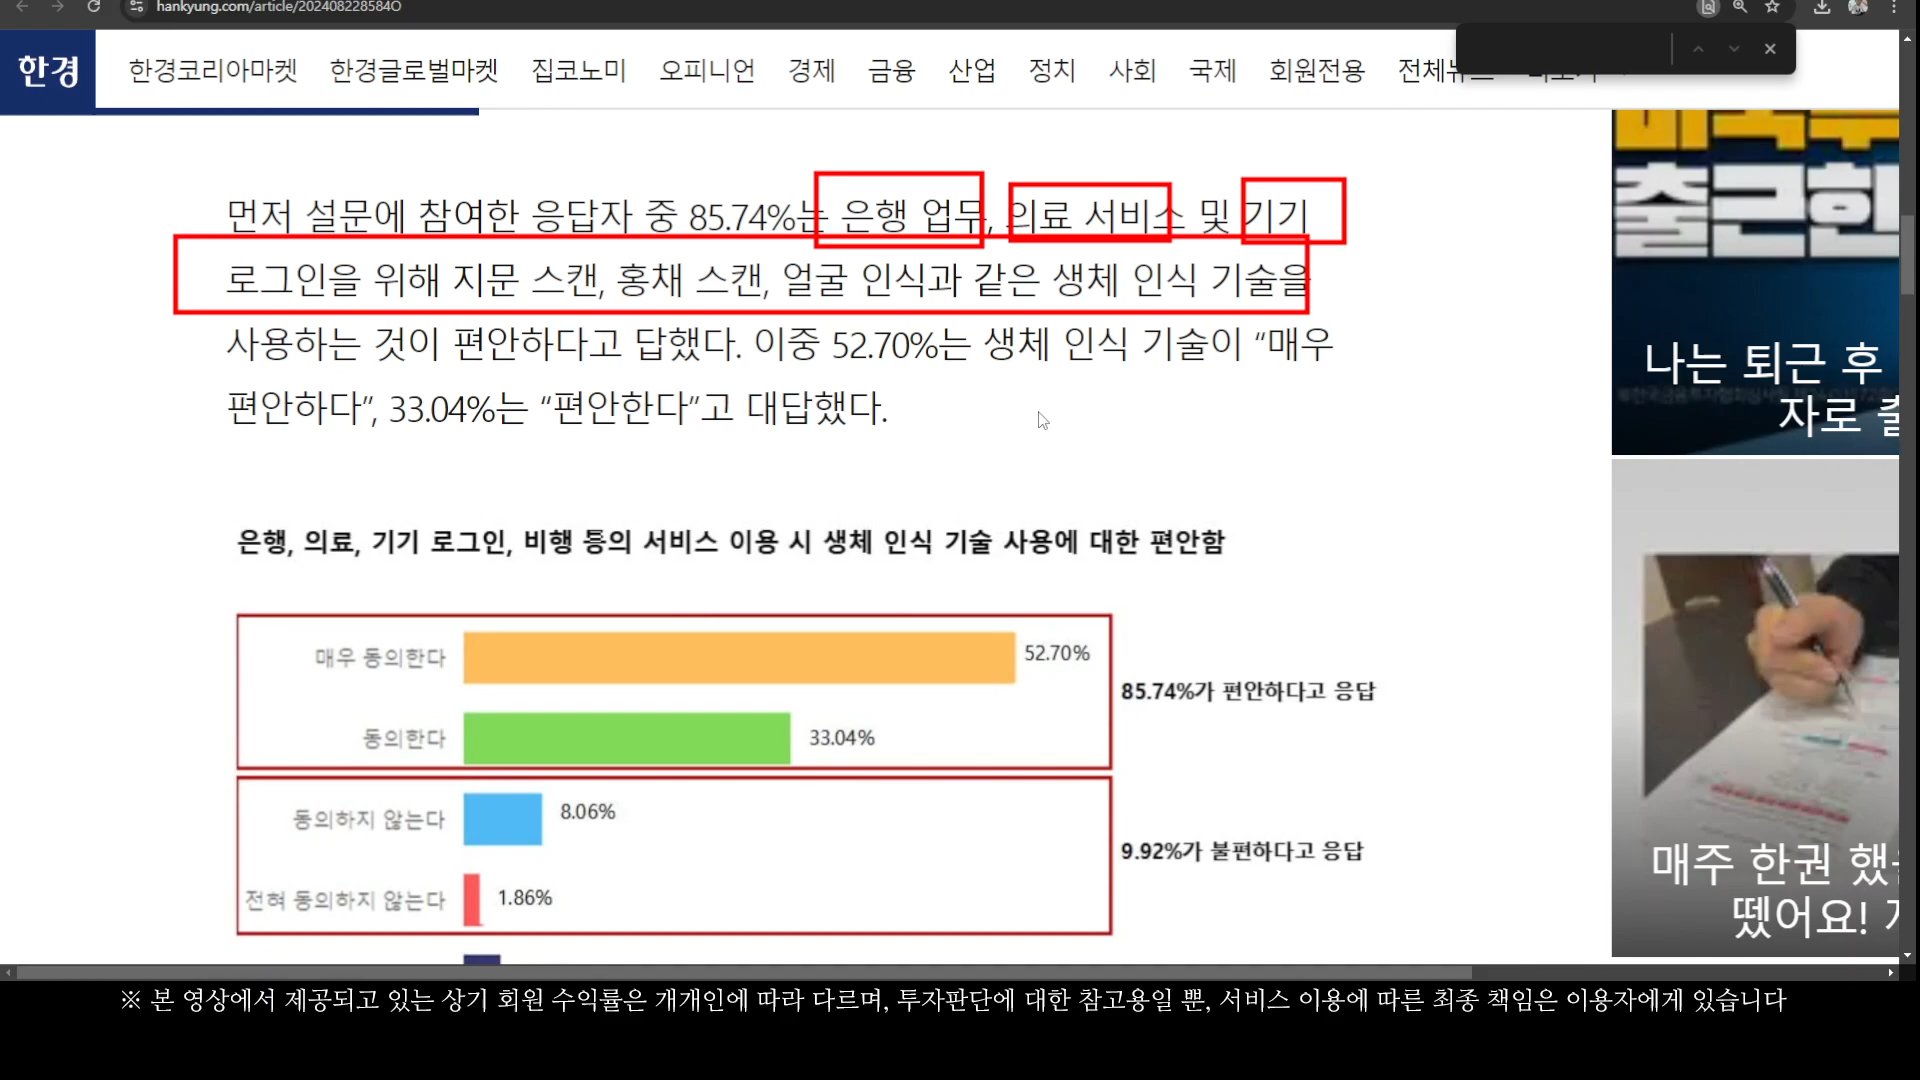 hankyung.com/article/202408228584O
한경
한경코리아마켓 한경글로벌마켓 집코노미 오피니언 경제 금융 산업 정치 사회 국제 회원전용
먼저 설문에 참여한 응답자 중 85.74%는 은행 업무, 의료 서비스 및 기기
로그인을 위해 지문 스캔, 홍채 스캔, 얼굴 인식과 같은 생체 인식 기술을
사용하는 것이 편안하다고 답했다. 이중 52.70%는 생체 인식 기술이 “매우
편안하다”, 33.04%는 “편안한다”고 대답했다.
은행, 의료, 기기 로그인, 비행 틍의 서비스 이용 시 생체 인식 기술 사용에 대한 편안함
매우 동의한다 52.70%
85.74%가 편안하다고 응답
동의한다 33.04%
동의하지 않는다 8.06%
9.92%가 불편하다고 응답
전혀 동의하지 않는다 1.86%
나는 퇴근 후
자로
매주 한권
뗐어요!
※ 본 영상에서 제공되고 있는 상기 회원 수익률은 개개인에 따라 다르며, 투자판단에 대한 참고용일 뿐, 서비스 이용에 따른 최종 책임은 이용자에게 있습니다